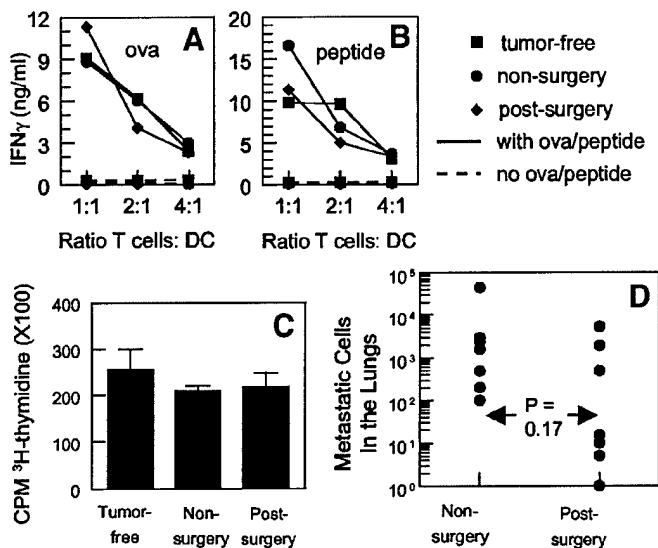 A
ova
IFNγ (ng/ml)
12
9
6
3
0
1:1 2:1 4:1
Ratio T cells: DC
B
peptide
20
15
10
5
0
1:1 2:1 4:1
Ratio T cells: DC
tumor-free
non-surgery
post-surgery
with ova/peptide
no ova/peptide
C
CPM ³H-thymidine (X100)
400
300
200
0
Tumor-
free
Non-
surgery
Post-
surgery
D
Metastatic Cells
In the Lungs
10⁵
10⁴
10³
10²
10¹
10⁰
P =
0.17
Non-
surgery
Post-
surgery